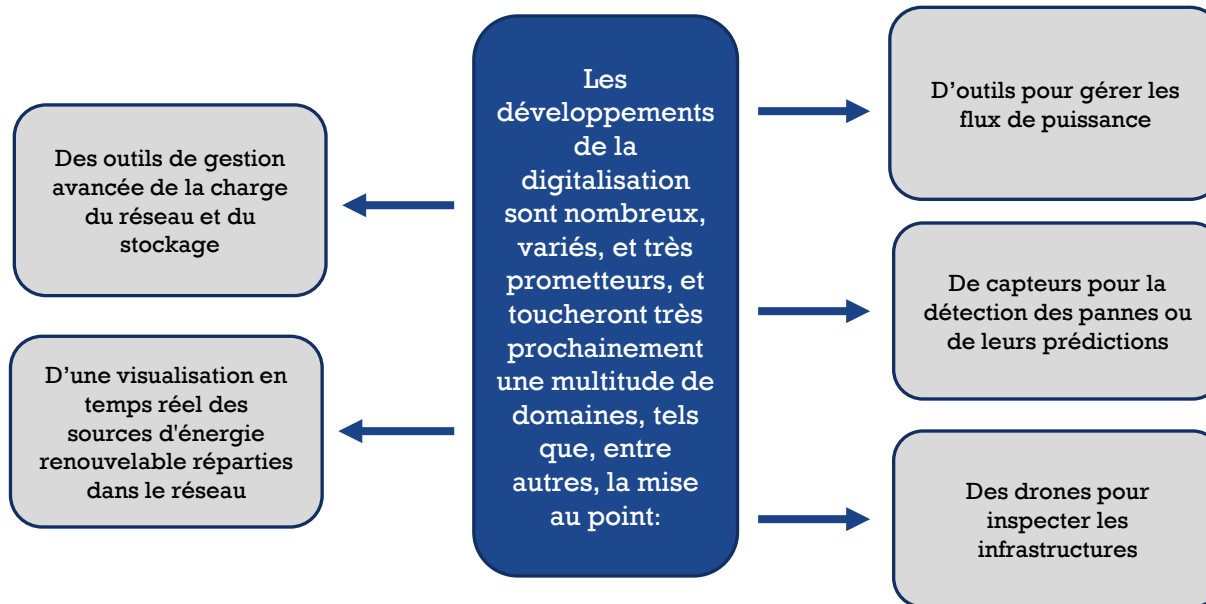 Les
développements
de la
digitalisation
sont nombreux,
variés, et très
prometteurs, et
toucheront très
prochainement
une multitude de
domaines, tels
que, entre
autres, la mise
au point:
Des outils de gestion
avancée de la charge
du réseau et du
stockage
D’une visualisation en
temps réel des
sources d'énergie
renouvelable réparties
dans le réseau
D’outils pour gérer les
flux de puissance
De capteurs pour la
détection des pannes ou
de leurs prédictions
Des drones pour
inspecter les
infrastructures